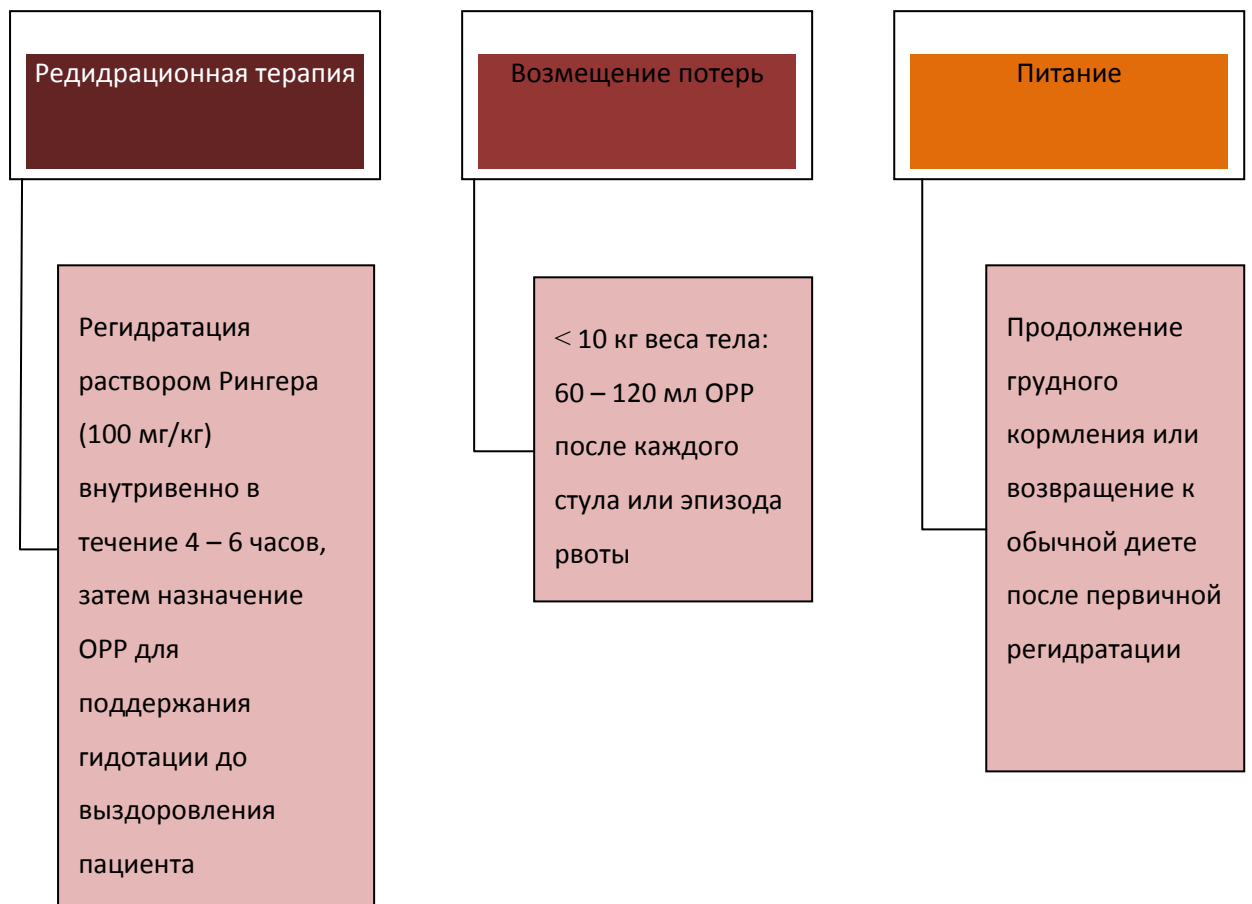 Редидрационная терапия
Регидратация
раствором Рингера
(100 мг/кг)
внутривенно в
течение 4 – 6 часов,
затем назначение
ОРР для
поддержания
гидотации до
выздоровления
пациента
Возмещение потерь
< 10 кг веса тела:
60 – 120 мл ОРР
после каждого
стула или эпизода
рвоты
Питание
Продолжение
грудного
кормления или
возвращение к
обычной диете
после первичной
регидратации